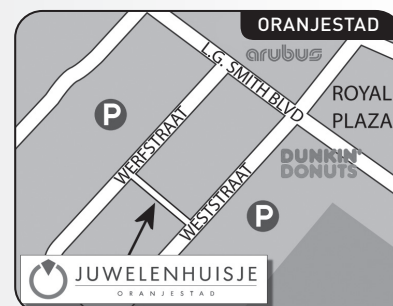 ORANJESTAD
arubus
L.G. SMITH BLVD
ROYAL
PLAZA
P
WERFSTRAAT
DUNKIN'
DONUTS
WESTSTRAAT
P
JUWELENHUISJE
ORANJESTAD